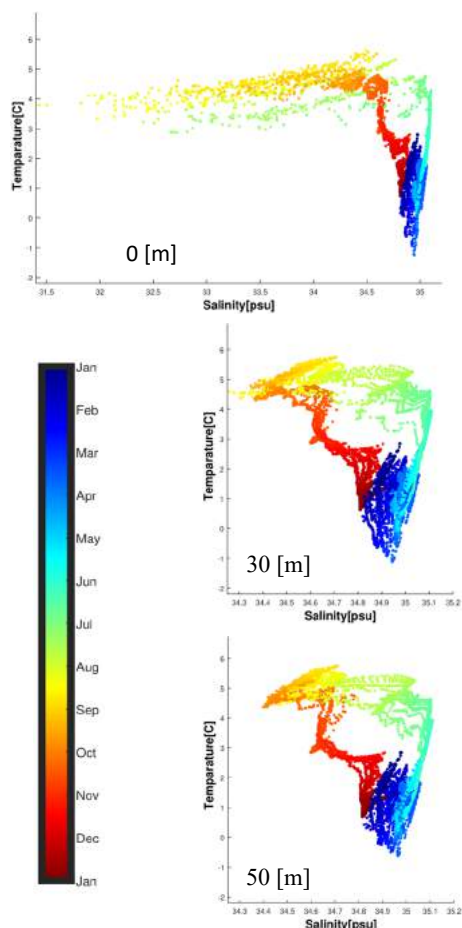 Temparature[C]
6
5
4
3
2
1
0
-1
-2
0 [m]
31.5 32 32.5 33 33.5 34 34.5 35
Salinity[psu]
Jan
Feb
Mar
Apr
May
Jun
Jul
Aug
Sep
Oct
Nov
Dec
Jan
Temparature[C]
6
5
4
3
2
1
0
-1
-2
30 [m]
34.3 34.4 34.5 34.6 34.7 34.8 34.9 35 35.1 35.2
Salinity[psu]
Temparature[C]
6
5
4
3
2
1
0
-1
-2
50 [m]
34.3 34.4 34.5 34.6 34.7 34.8 34.9 35 35.1 35.2
Salinity[psu]